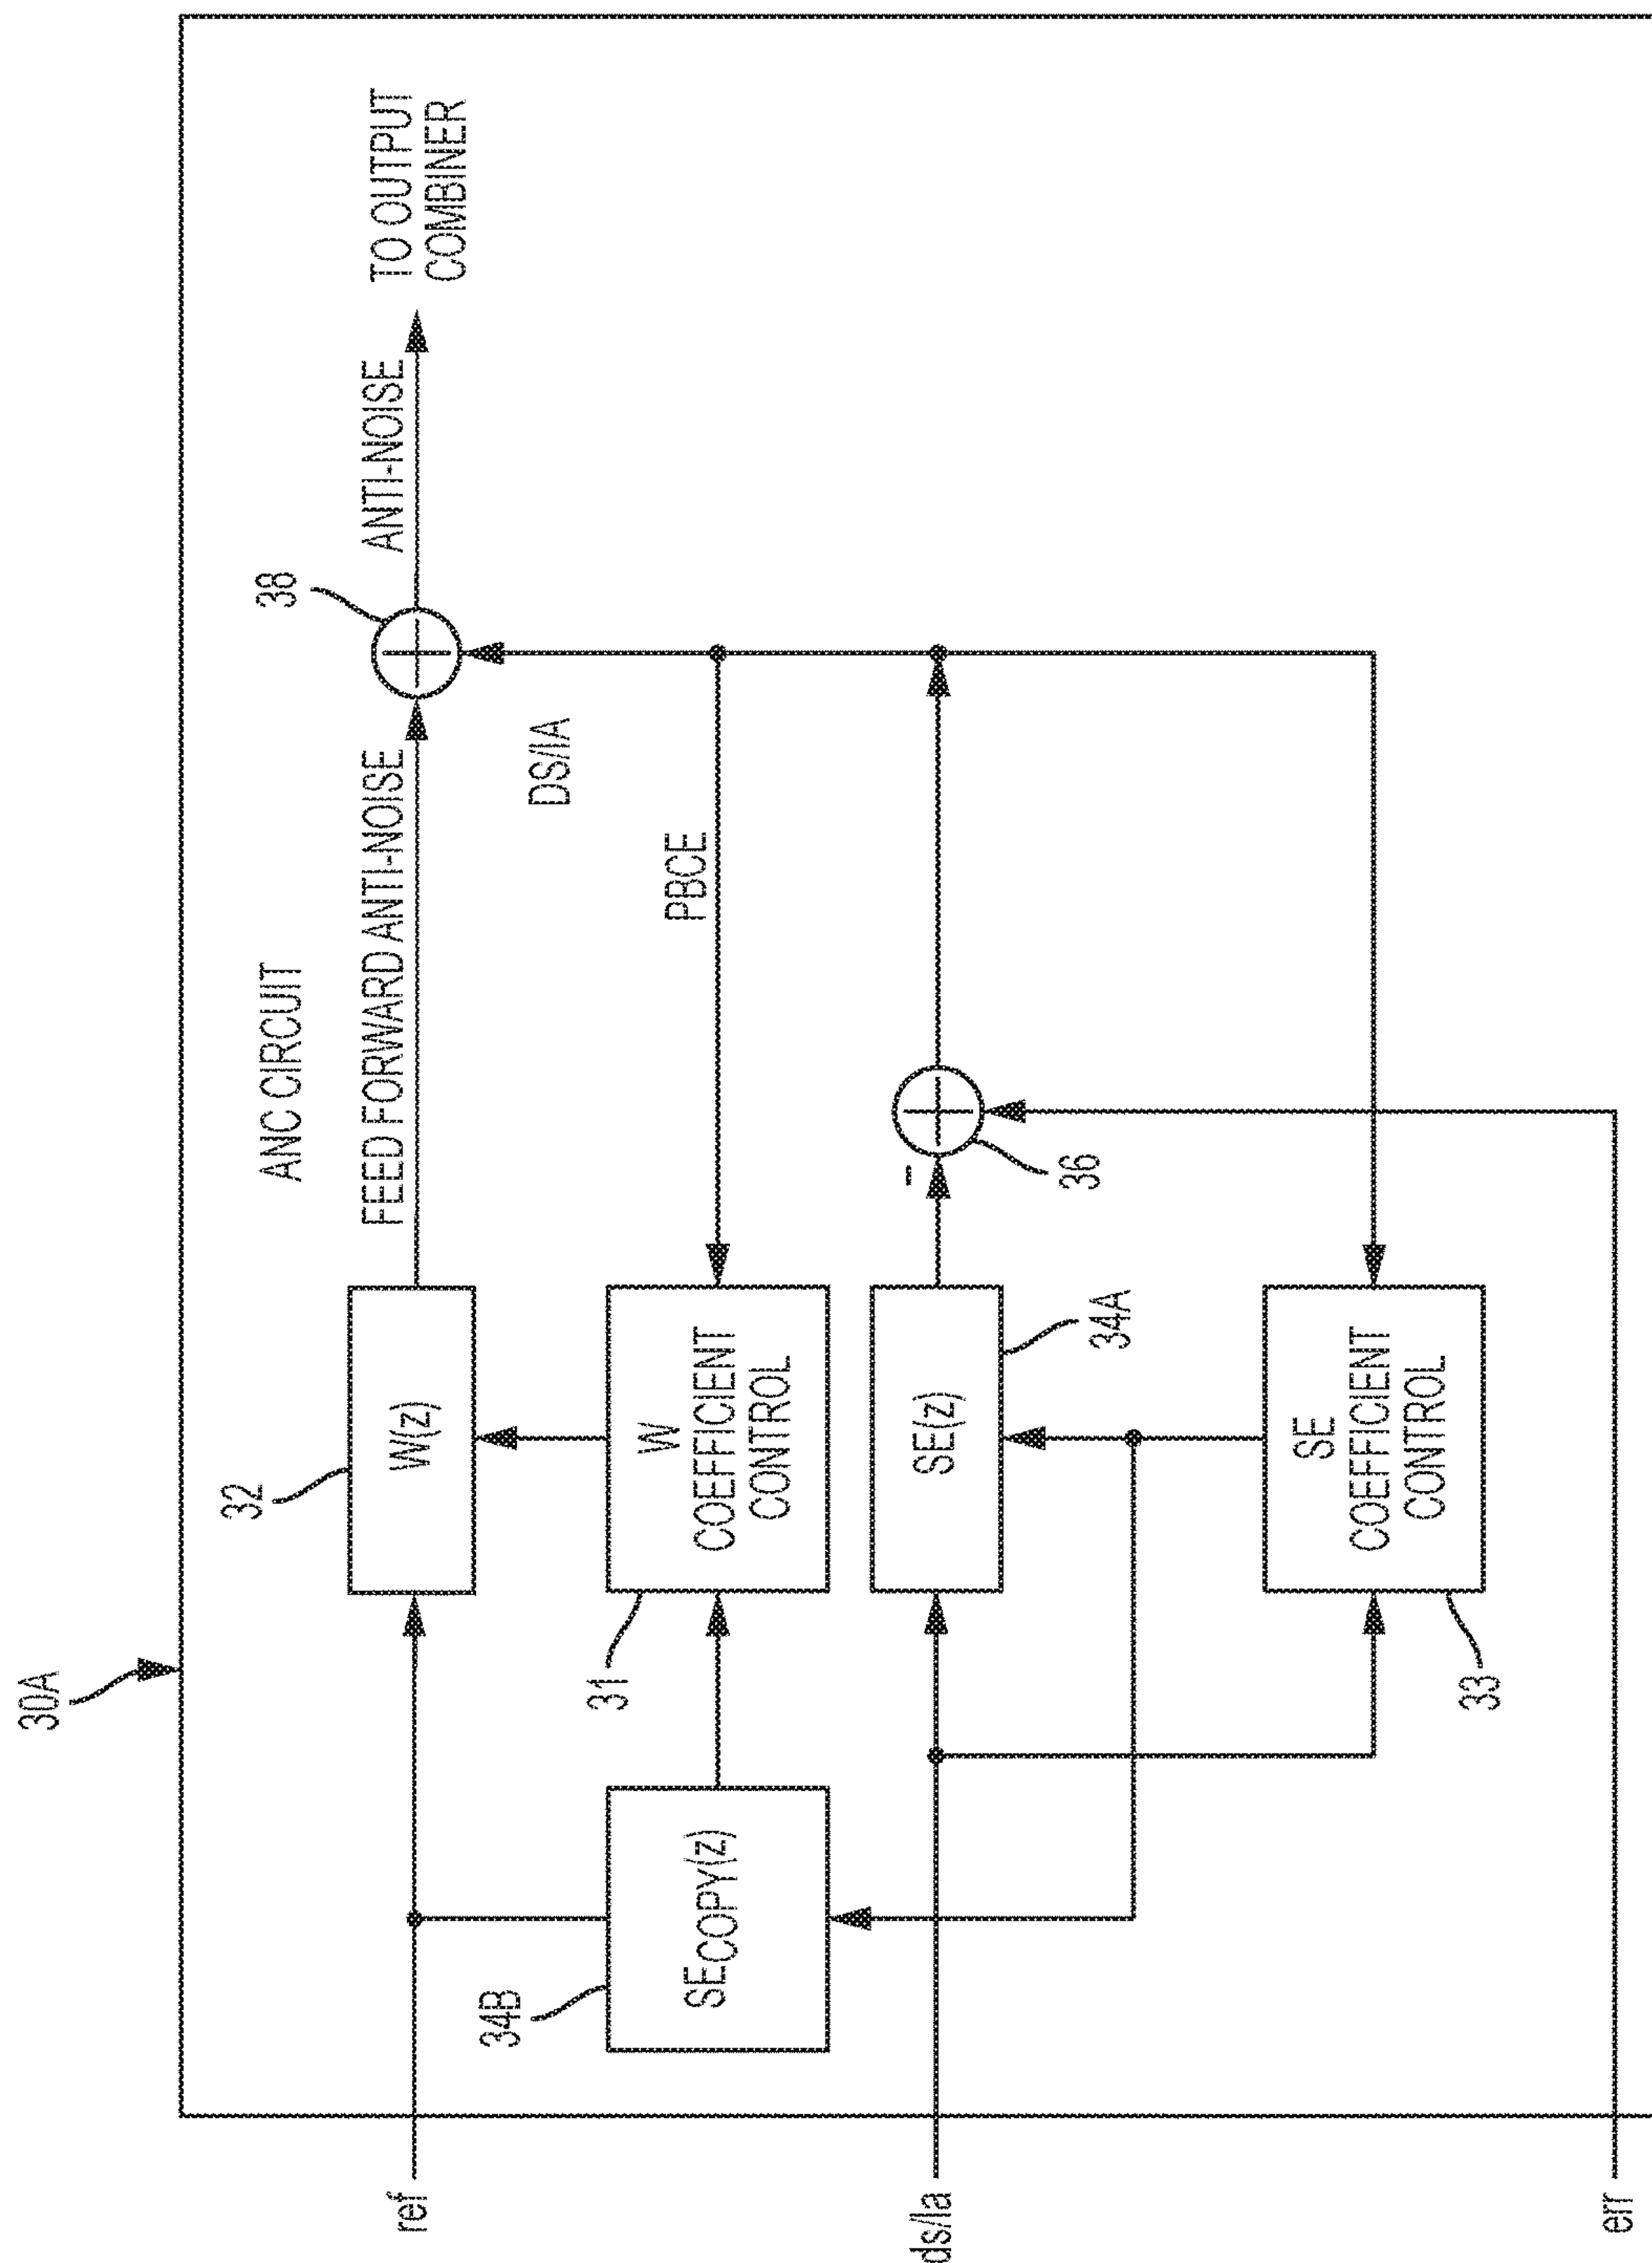 30A
ANC CIRCUIT
32
W(z)
FEED FORWARD ANTI-NOISE
38
ANTI-NOISE
TO OUTPUT
COMBINER
DS/IA
34B
SECOPY(z)
31
W
COEFFICIENT
CONTROL
PBCE
SE(z)
34A
-
36
SE
COEFFICIENT
CONTROL
33
ref
ds/Ia
err